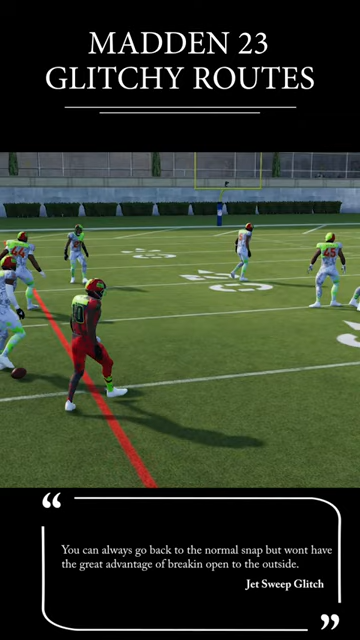 MADDEN 23
GLITCHY ROUTES
“
You can always go back to the normal snap but wont have
the great advantage of breakin open to the outside.
Jet Sweep Glitch
”